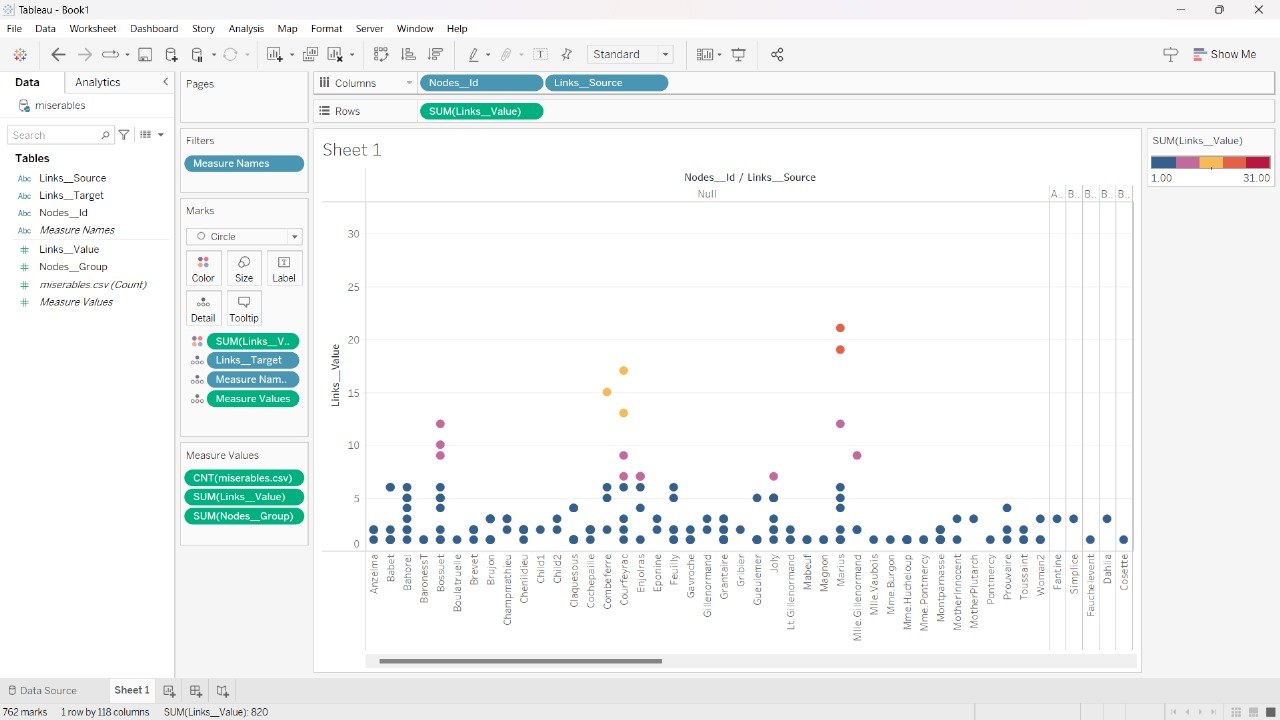 Tableau - Book1
File Data Worksheet Dashboard Story Analysis Map Format Server Window Help
Standard
Show Me
Data Analytics
miserables
Search
Tables
Abc Links__Source
Abc Links__Target
Abc Nodes__Id
Abc Measure Names
Links__Value
Nodes__Group
miserables.csv (Count)
Measure Values
Pages
Filters
Measure Names
Marks
Circle
Color Size Label
Detail Tooltip
SUM(Links__V..
Links__Target
Measure Nam..
Measure Values
Measure Values
CNT(miserables.csv)
SUM(Links__Value)
SUM(Nodes__Group)
Columns Nodes__Id Links__Source
Rows SUM(Links__Value)
Sheet 1
Nodes__Id / Links__Source
Null A.. B.. B.. B.. B..
Links__Value
30
25
20
15
10
5
0
Anzelma
Babet
Bahorel
BaronessT
Bossuet
Boulatruelle
Brevet
Brujon
Champmathieu
Chenildieu
Child1
Child2
Claquesous
Cochepaille
Combeferre
Courfeyrac
Enjolras
Eponine
Feuilly
Gavroche
Gillenormand
Grantaire
Gribier
Gueulemer
Joly
Lt.Gillenormand
Mabeuf
Magnon
Marius
Mlle.Gillenormand
Mlle.Vaubois
Mme.Burgon
Mme.Hucheloup
Mme.Pontmercy
Montparnasse
MotherInnocent
MotherPlutarch
Pontmercy
Prouvaire
Toussaint
Woman2
Fantine
Simplice
Fauchelevent
Dahlia
Cosette
SUM(Links__Value)
1.00 31.00
Data Source Sheet 1
762 marks 1 row by 118 columns SUM(Links__Value): 820